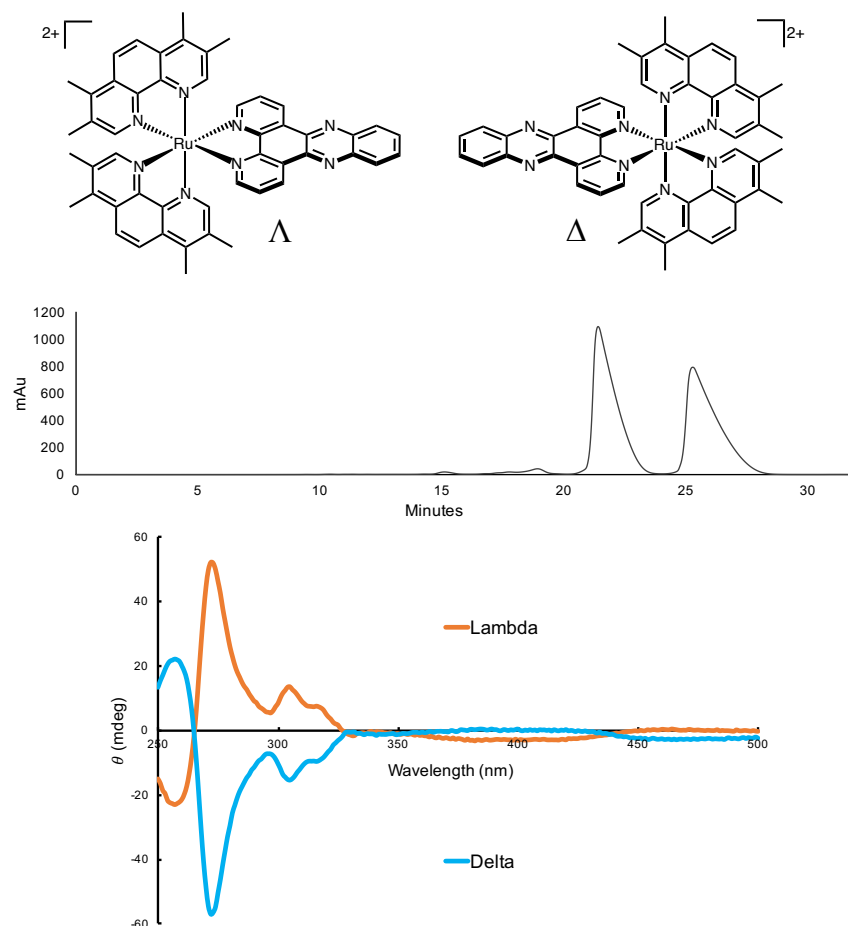 2+
2+
N
N
N
N
N
N
Ru
N
N
N
N
N
N
N
N
Ru
N
N
Λ
Δ
1200
1000
800
600
400
200
0
mAu
0
5
10
15
20
25
30
Minutes
60
40
20
0
-20
-40
-60
θ (mdeg)
250
300
350
400
450
500
Wavelength (nm)
Lambda
Delta